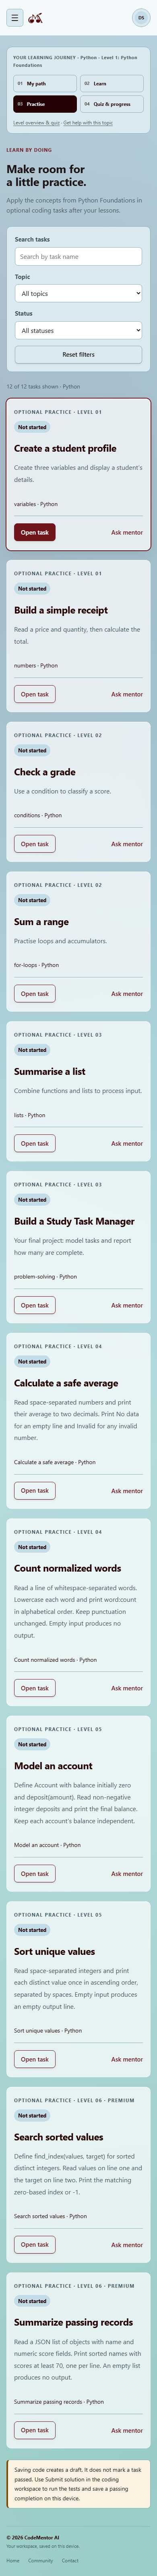 ☰
DS
YOUR LEARNING JOURNEY · Python · Level 1: Python
Foundations
01 My path
02 Learn
03 Practise
04 Quiz & progress
Level overview & quiz · Get help with this topic
LEARN BY DOING
Make room for
a little practice.
Apply the concepts from Python Foundations in
optional coding tasks after your lessons.
Search tasks
Search by task name
Topic
All topics
Status
All statuses
Reset filters
12 of 12 tasks shown · Python
OPTIONAL PRACTICE · LEVEL 01
Not started
Create a student profile
Create three variables and display a student's
details.
variables · Python
Open task
Ask mentor
OPTIONAL PRACTICE · LEVEL 01
Not started
Build a simple receipt
Read a price and quantity, then calculate the
total.
numbers · Python
Open task
Ask mentor
OPTIONAL PRACTICE · LEVEL 02
Not started
Check a grade
Use a condition to classify a score.
conditions · Python
Open task
Ask mentor
OPTIONAL PRACTICE · LEVEL 02
Not started
Sum a range
Practise loops and accumulators.
for-loops · Python
Open task
Ask mentor
OPTIONAL PRACTICE · LEVEL 03
Not started
Summarise a list
Combine functions and lists to process input.
lists · Python
Open task
Ask mentor
OPTIONAL PRACTICE · LEVEL 03
Not started
Build a Study Task Manager
Your final project: model tasks and report
how many are complete.
problem-solving · Python
Open task
Ask mentor
OPTIONAL PRACTICE · LEVEL 04
Not started
Calculate a safe average
Read space-separated numbers and print
their average to two decimals. Print No data
for an empty line and Invalid for any invalid
number.
Calculate a safe average · Python
Open task
Ask mentor
OPTIONAL PRACTICE · LEVEL 04
Not started
Count normalized words
Read a line of whitespace-separated words.
Lowercase each word and print word:count
in alphabetical order. Keep punctuation
unchanged. Empty input produces no
output.
Count normalized words · Python
Open task
Ask mentor
OPTIONAL PRACTICE · LEVEL 05
Not started
Model an account
Define Account with balance initially zero
and deposit(amount). Read non-negative
integer deposits and print the final balance.
Keep each account's balance independent.
Model an account · Python
Open task
Ask mentor
OPTIONAL PRACTICE · LEVEL 05
Not started
Sort unique values
Read space-separated integers and print
each distinct value once in ascending order,
separated by spaces. Empty input produces
an empty output line.
Sort unique values · Python
Open task
Ask mentor
OPTIONAL PRACTICE · LEVEL 06 · PREMIUM
Not started
Search sorted values
Define find_index(values, target) for sorted
distinct integers. Read values on line one and
the target on line two. Print the matching
zero-based index or -1.
Search sorted values · Python
Open task
Ask mentor
OPTIONAL PRACTICE · LEVEL 06 · PREMIUM
Not started
Summarize passing records
Read a JSON list of objects with name and
numeric score fields. Print sorted names with
scores at least 70, one per line. An empty list
produces no output.
Summarize passing records · Python
Open task
Ask mentor
Saving code creates a draft. It does not mark a task
passed. Use Submit solution in the coding
workspace to run the tests and save a passing
completion on this device.
© 2026 CodeMentor AI
Your workspace, saved on this device.
Home Community Contact